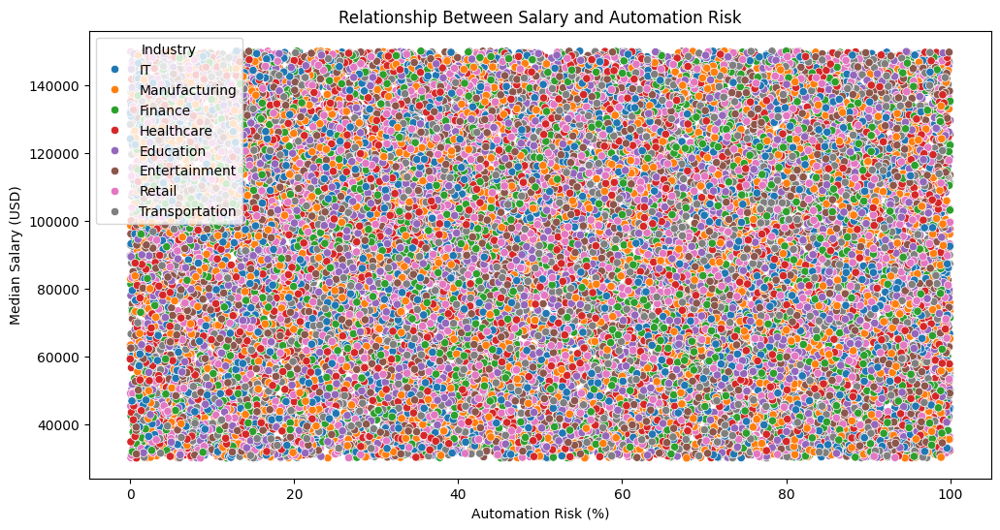 Relationship Between Salary and Automation Risk
Industry
IT
Manufacturing
Finance
Healthcare
Education
Entertainment
Retail
Transportation
Median Salary (USD)
140000
120000
100000
80000
60000
40000
0
20
40
60
80
100
Automation Risk (%)